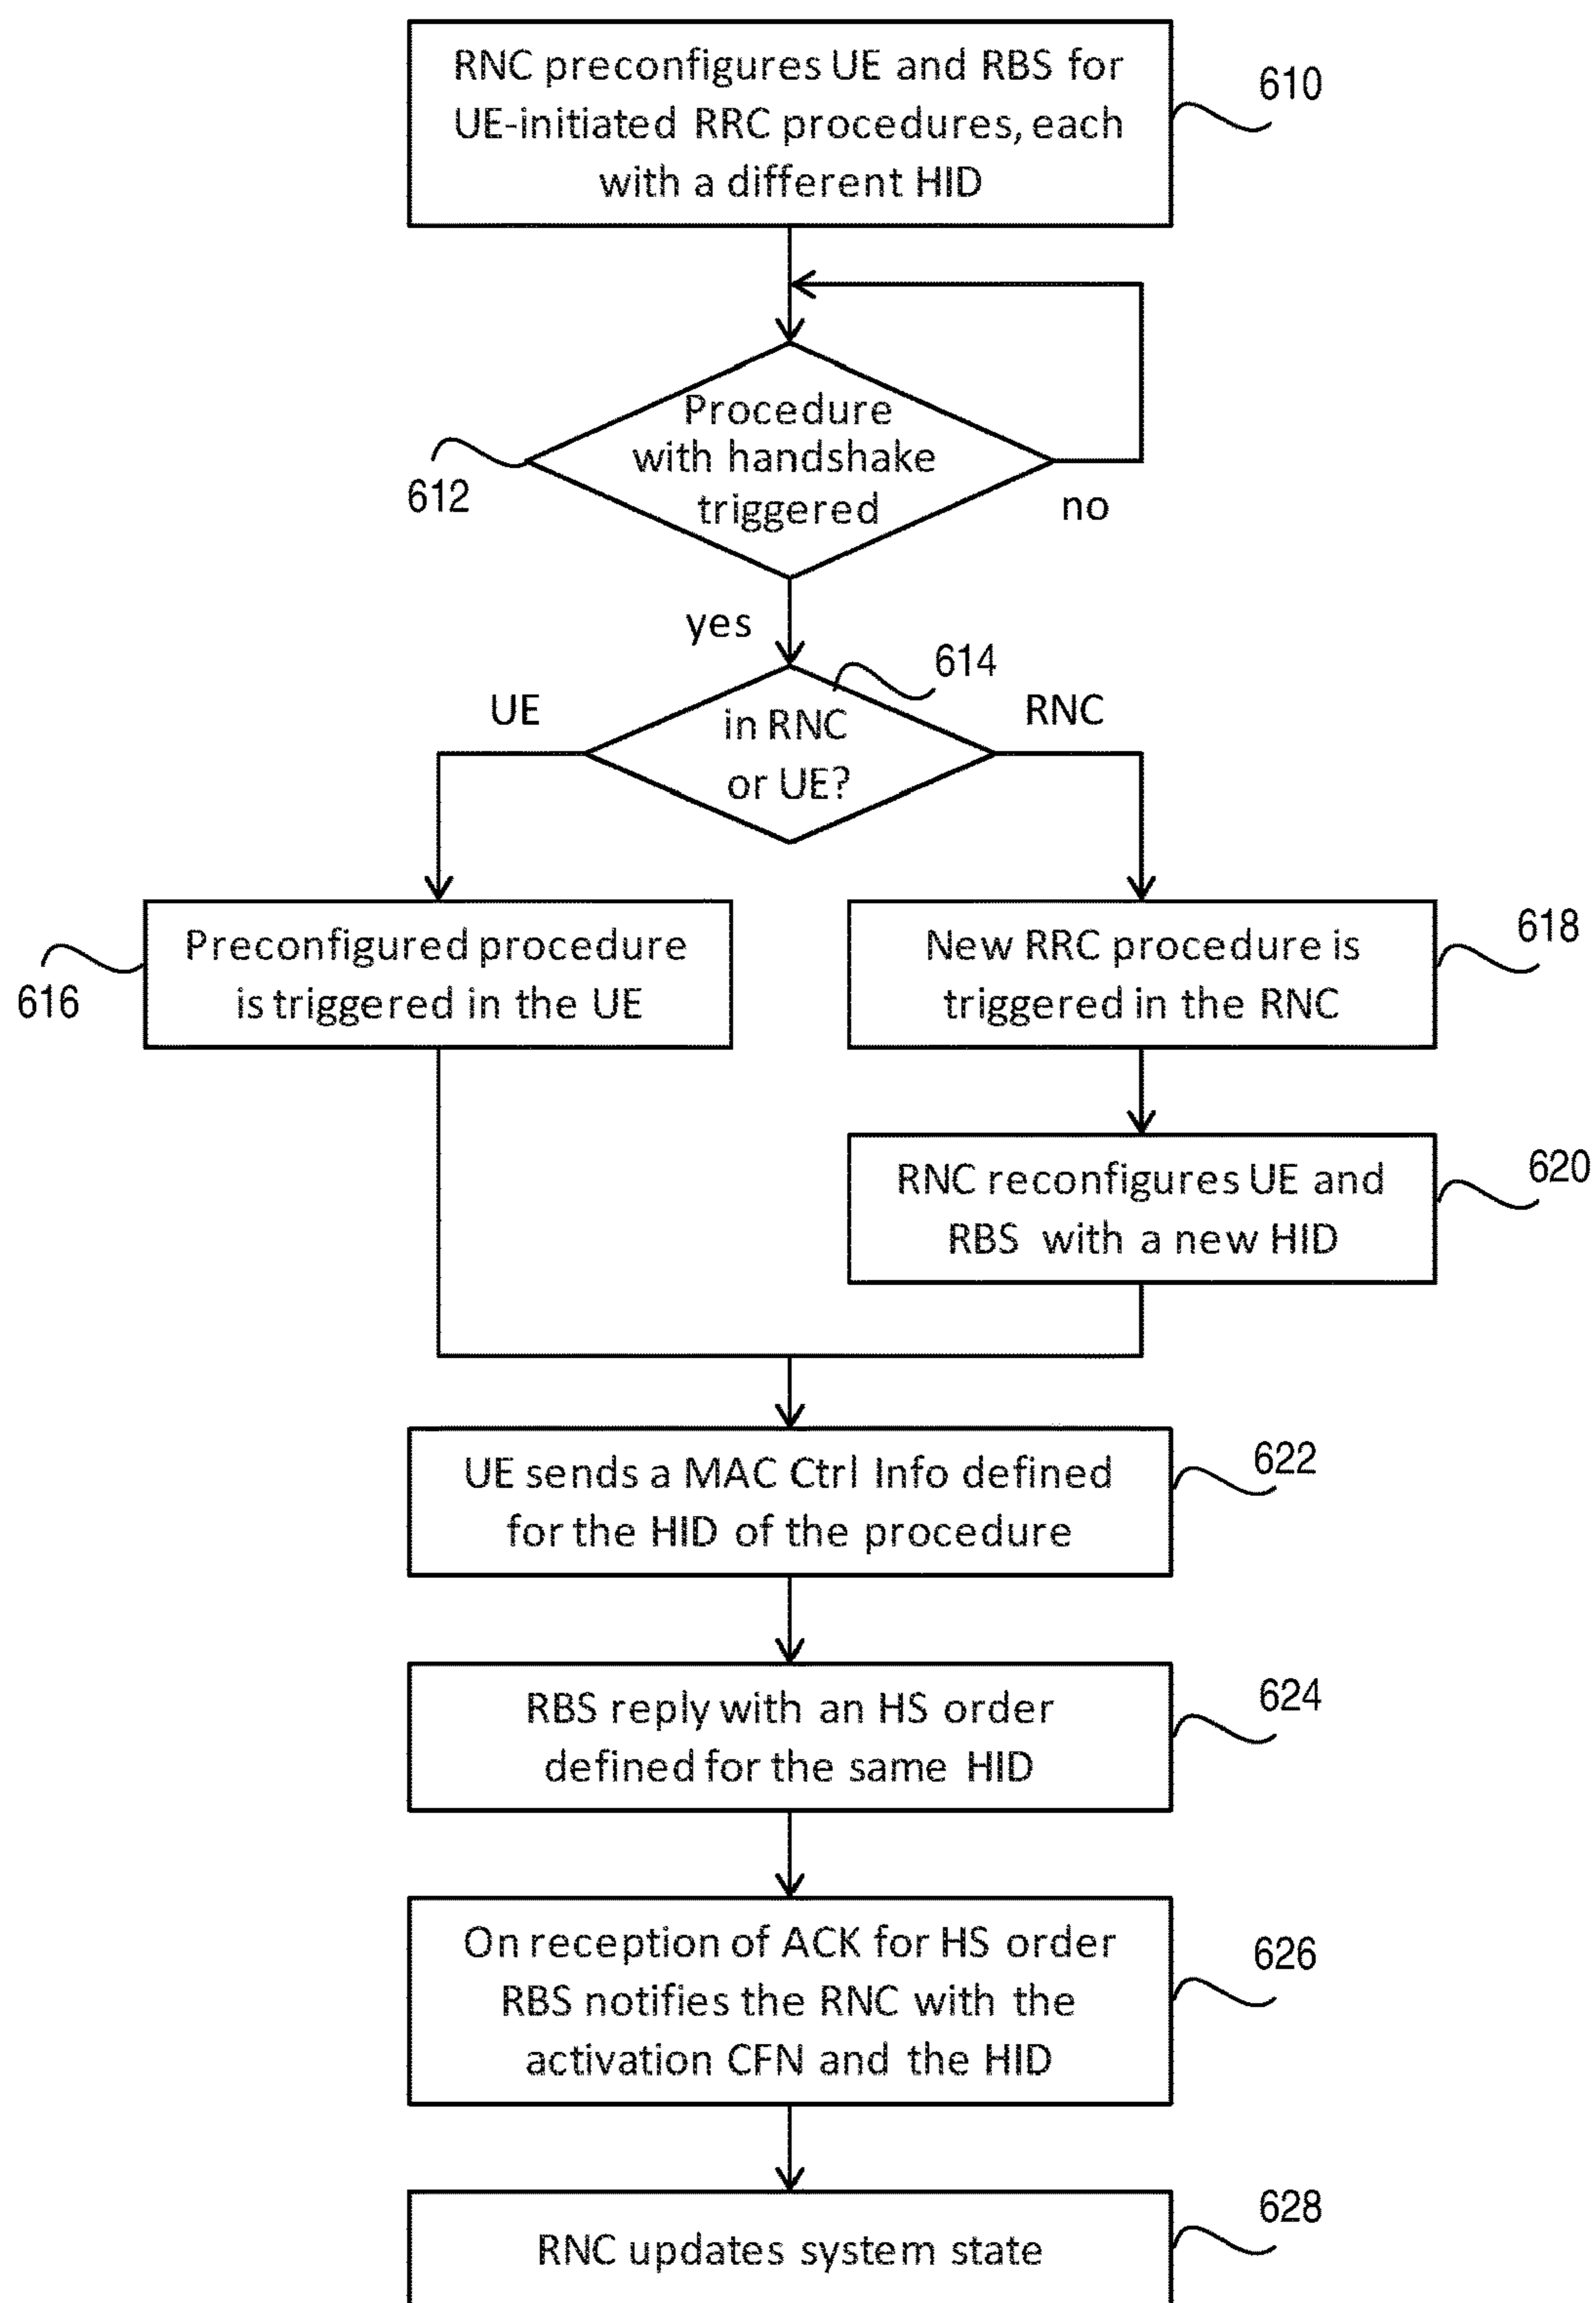 RNC preconfigures UE and RBS for
UE-initiated RRC procedures, each
with a different HID
610
Procedure
with handshake
triggered
612
no
yes
614
UE
in RNC
or UE?
RNC
Preconfigured procedure
is triggered in the UE
616
New RRC procedure is
triggered in the RNC
618
RNC reconfigures UE and
RBS with a new HID
620
UE sends a MAC Ctrl Info defined
for the HID of the procedure
622
RBS reply with an HS order
defined for the same HID
624
On reception of ACK for HS order
RBS notifies the RNC with the
activation CFN and the HID
626
RNC updates system state
628